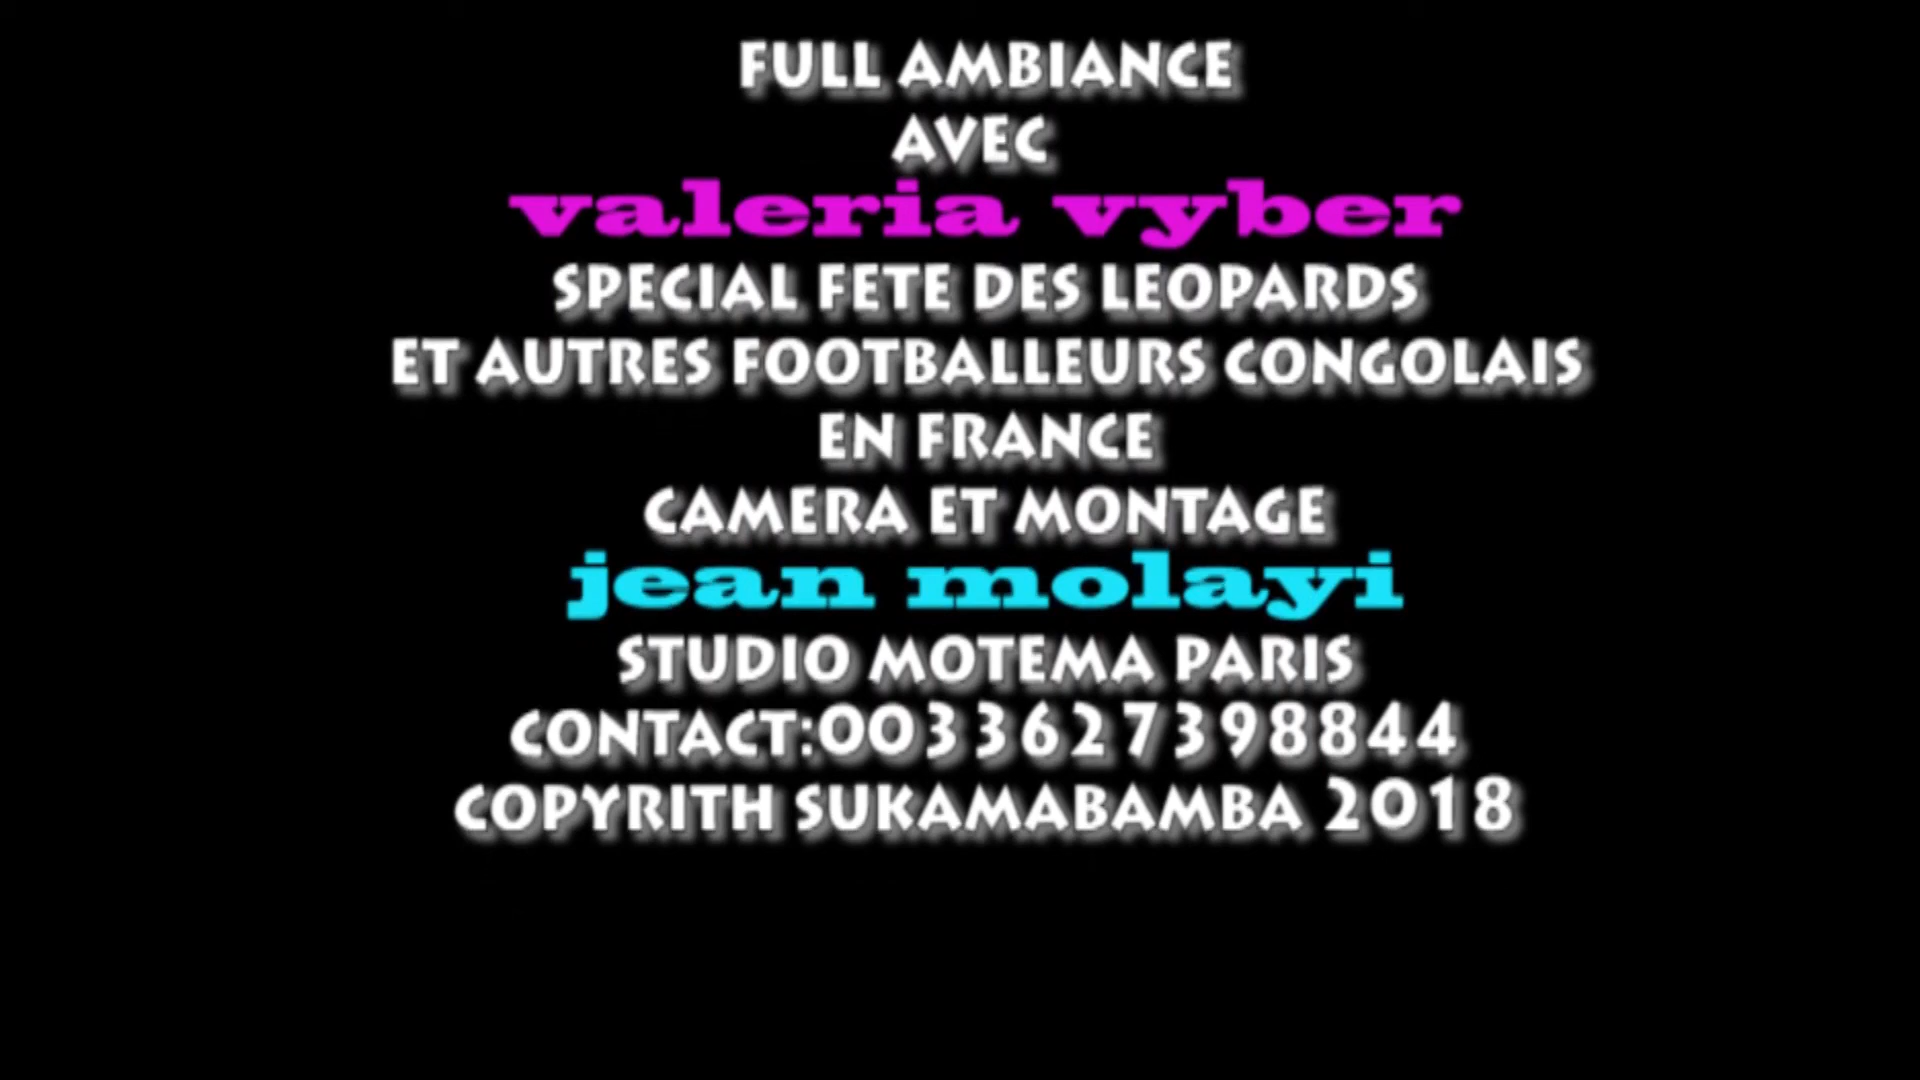 FULL AMBIANCE
AVEC
valeria vyber
SPECIAL FETE DES LEOPARDS
ET AUTRES FOOTBALLEURS CONGOLAIS
EN FRANCE
CAMERA ET MONTAGE
jean molayi
STUDIO MOTEMA PARIS
CONTACT:0033627398844
COPYRITH SUKAMABAMBA 2018